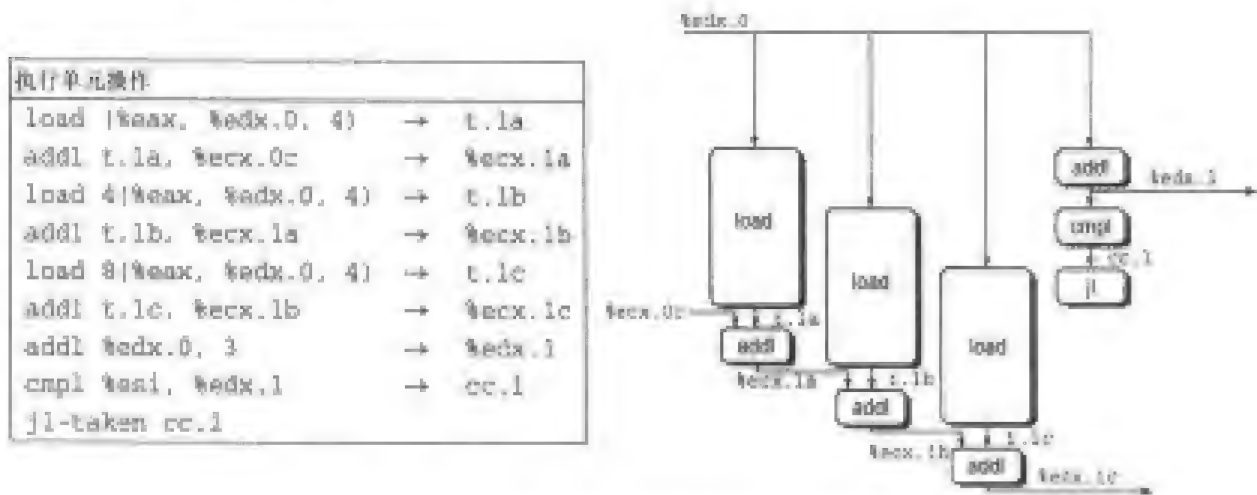 执行单元操作
load (%eax, %edx.0, 4) → t.1a
addl t.1a, %ecx.0c → %ecx.1a
load 4(%eax, %edx.0, 4) → t.1b
addl t.1b, %ecx.1a → %ecx.1b
load 8(%eax, %edx.0, 4) → t.1c
addl t.1c, %ecx.1b → %ecx.1c
addl %edx.0, 3 → %edx.1
cmpl %esi, %edx.1 → cc.1
jl-taken cc.1
%edx.0
addl
%edx.1
load
cmpl
cc.1
load
jl
%ecx.0c
t.1a
addl
load
%ecx.1a
t.1b
addl
%ecx.1b
t.1c
addl
%ecx.1c